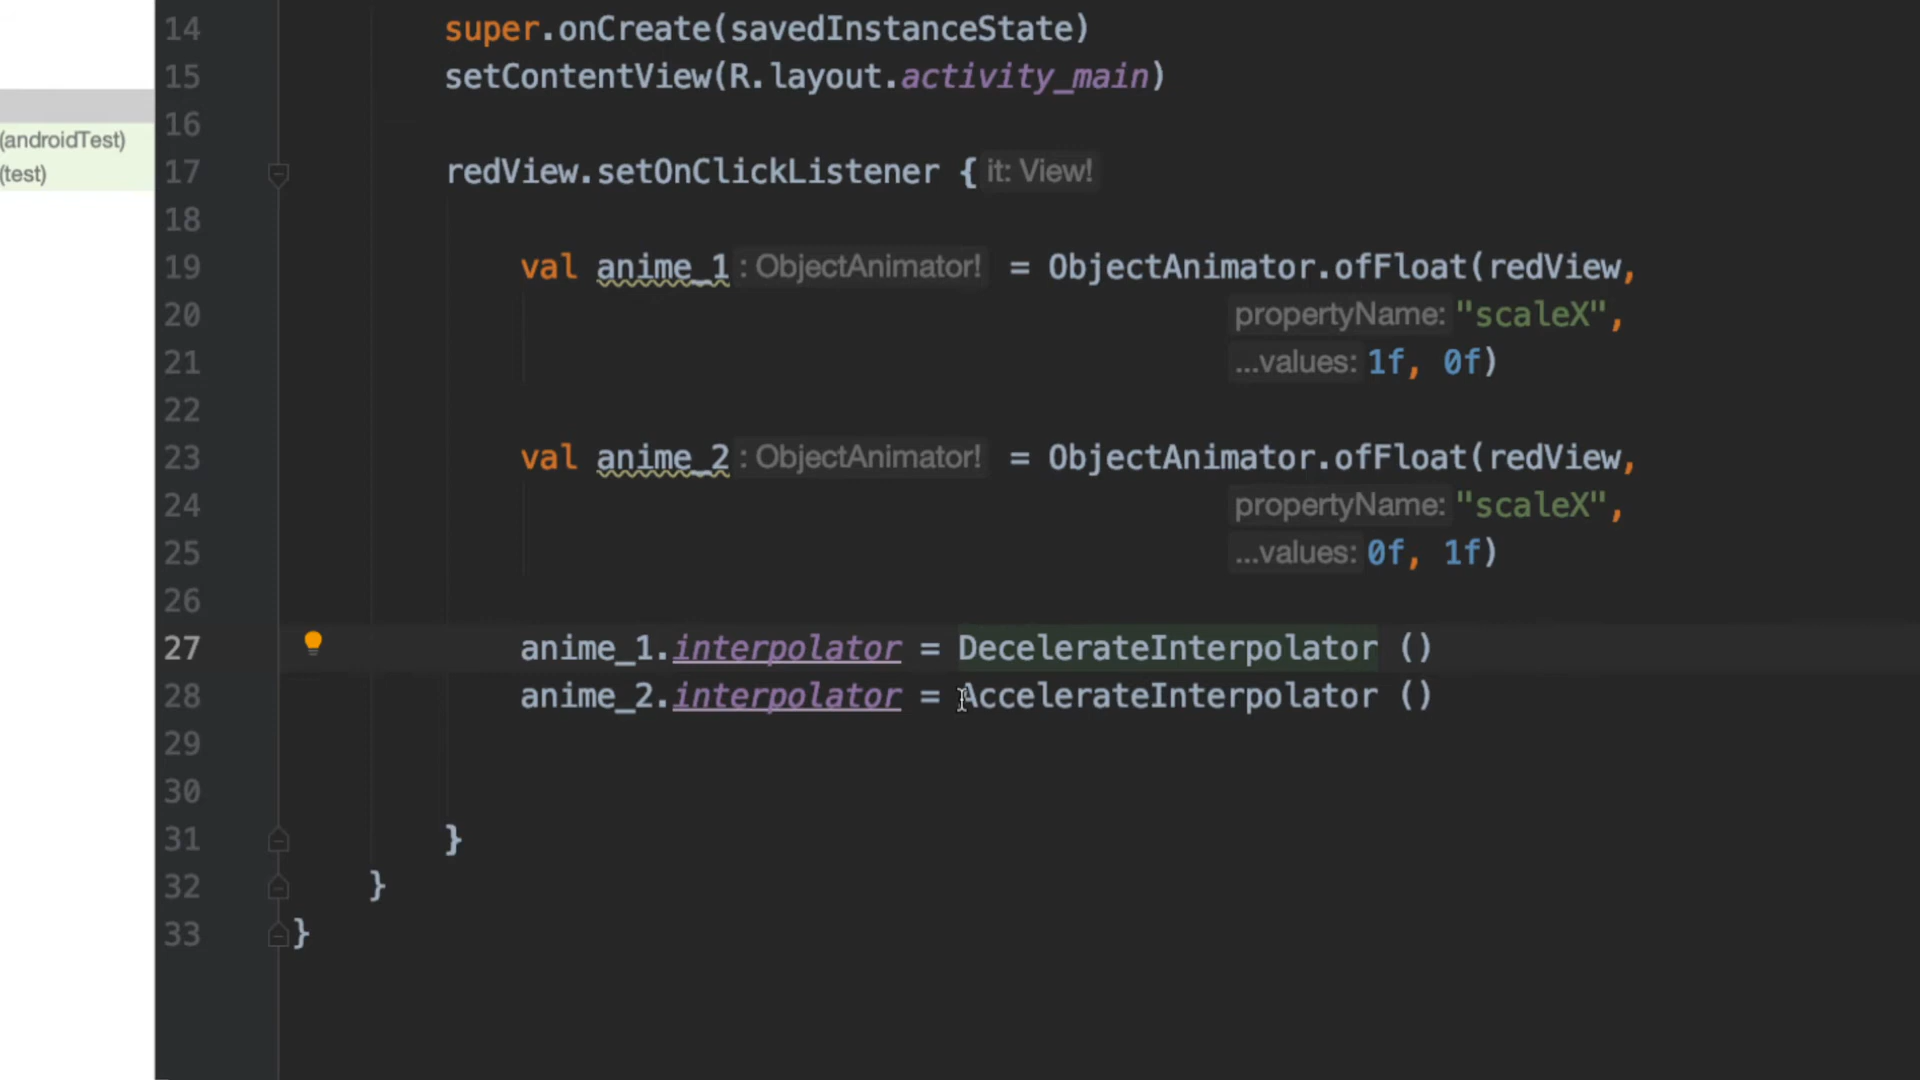 14 super.onCreate(savedInstanceState)
15 setContentView(R.layout.activity_main)
(androidTest) 16
(test) 17 redView.setOnClickListener { it: View!
18
19 val anime_1 : ObjectAnimator! = ObjectAnimator.ofFloat(redView,
20 propertyName: "scaleX",
21 ...values: 1f, 0f)
22
23 val anime_2 : ObjectAnimator! = ObjectAnimator.ofFloat(redView,
24 propertyName: "scaleX",
25 ...values: 0f, 1f)
26
27 anime_1.interpolator = DecelerateInterpolator ()
28 anime_2.interpolator = AccelerateInterpolator ()
29
30
31 }
32 }
33 }